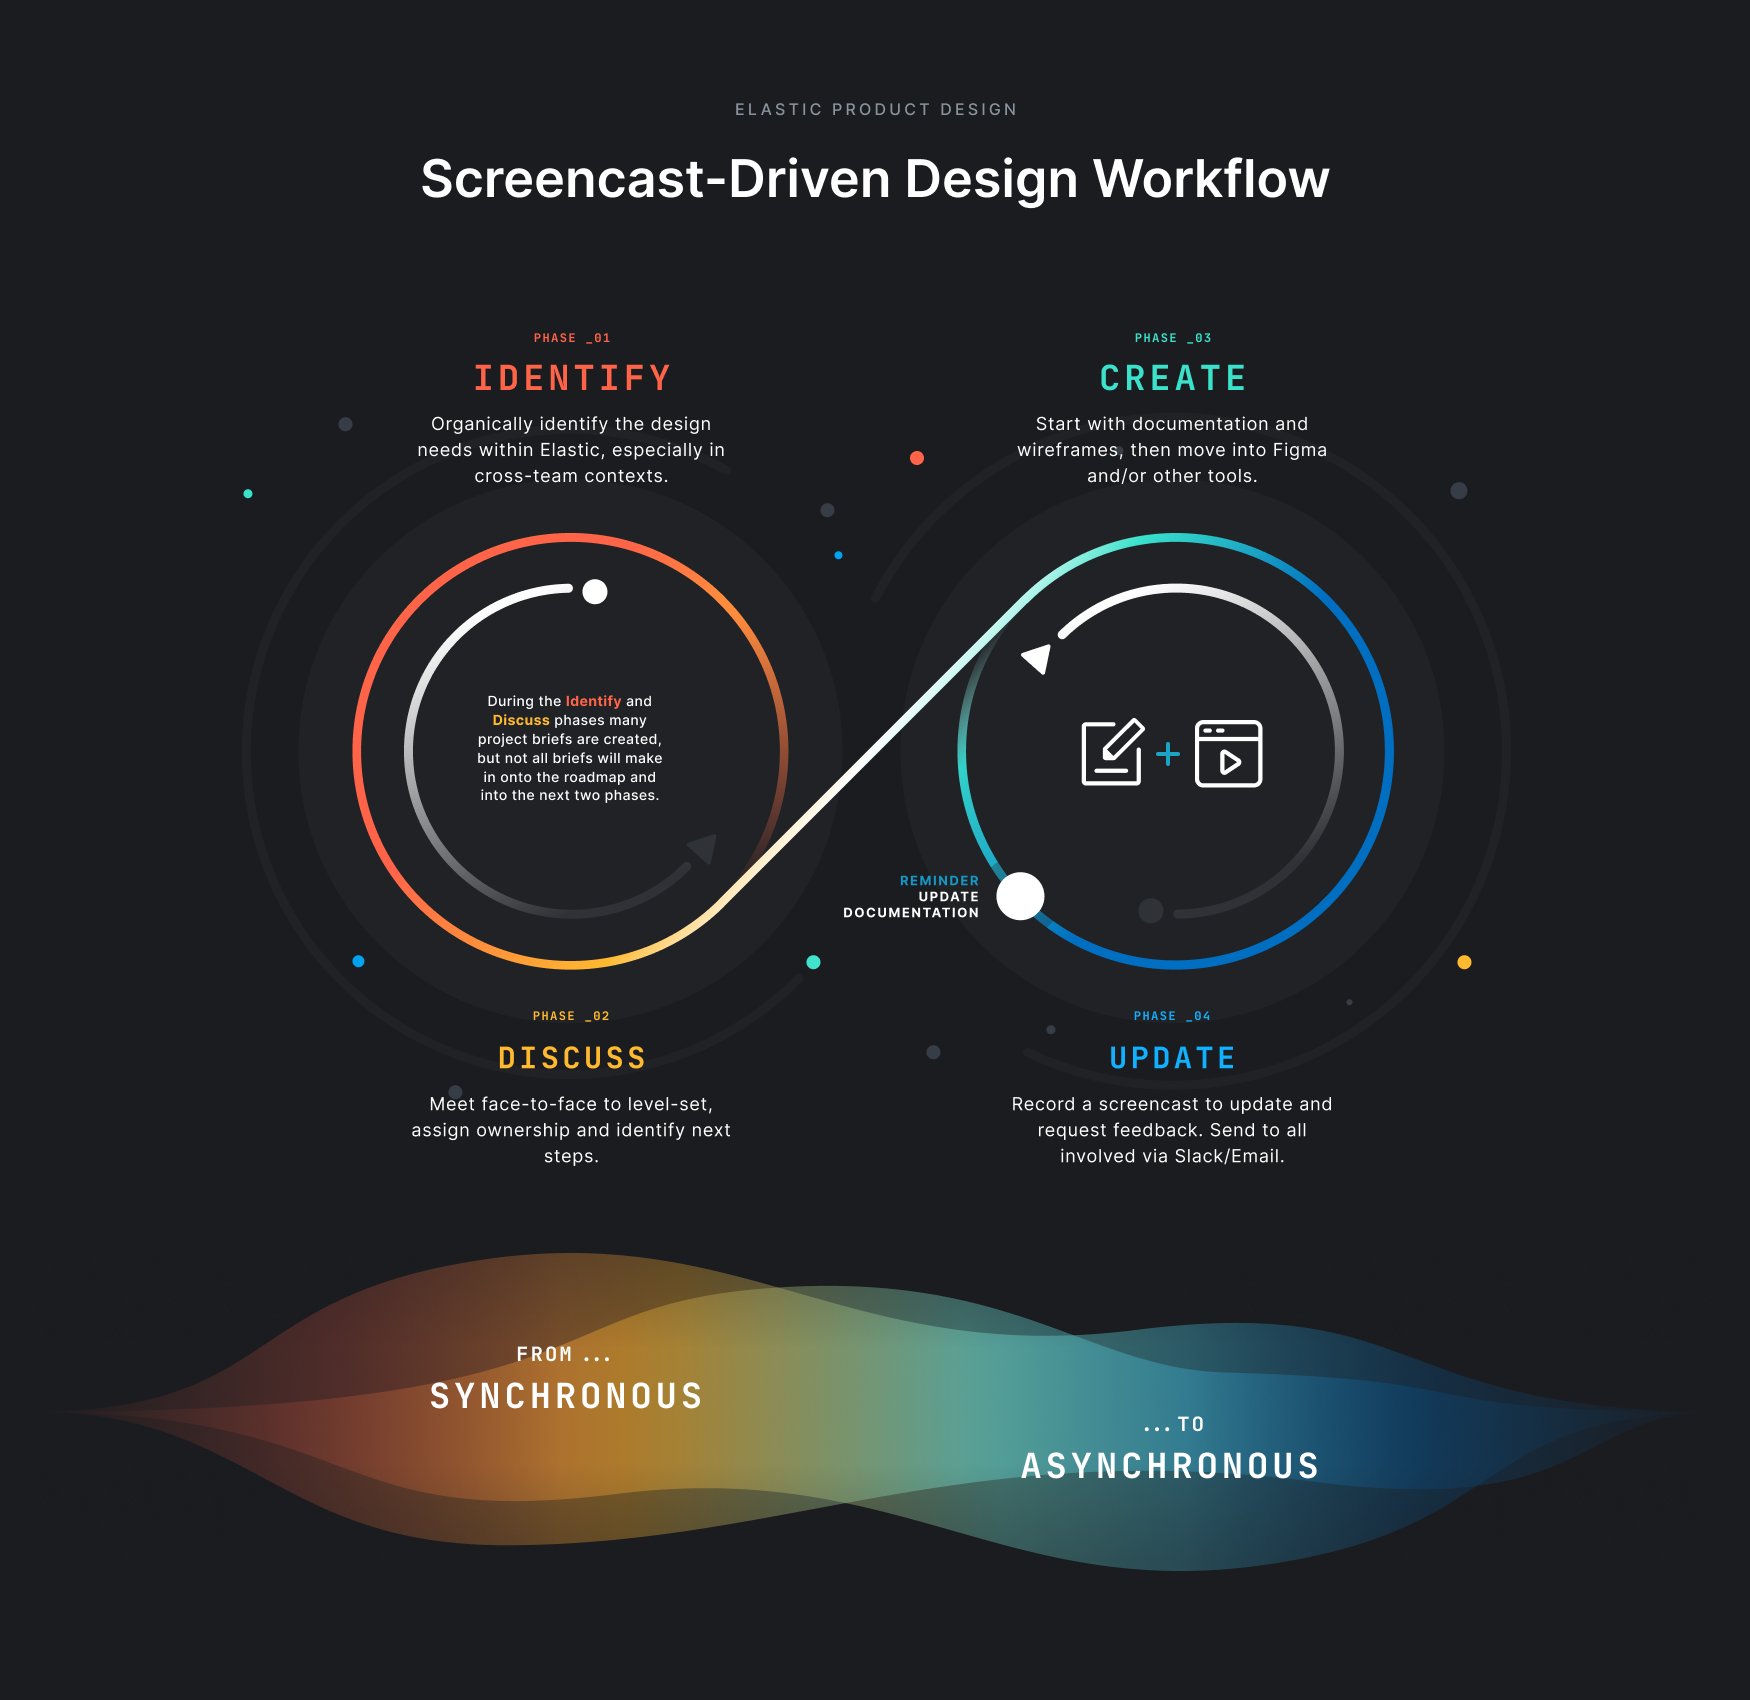 ELASTIC PRODUCT DESIGN
Screencast-Driven Design Workflow
PHASE _01
IDENTIFY
Organically identify the design
needs within Elastic, especially in
cross-team contexts.
PHASE _03
CREATE
Start with documentation and
wireframes, then move into Figma
and/or other tools.
During the Identify and
Discuss phases many
project briefs are created,
but not all briefs will make
in onto the roadmap and
into the next two phases.
REMINDER
UPDATE
DOCUMENTATION
PHASE _02
DISCUSS
Meet face-to-face to level-set,
assign ownership and identify next
steps.
PHASE _04
UPDATE
Record a screencast to update and
request feedback. Send to all
involved via Slack/Email.
FROM ...
SYNCHRONOUS
...TO
ASYNCHRONOUS